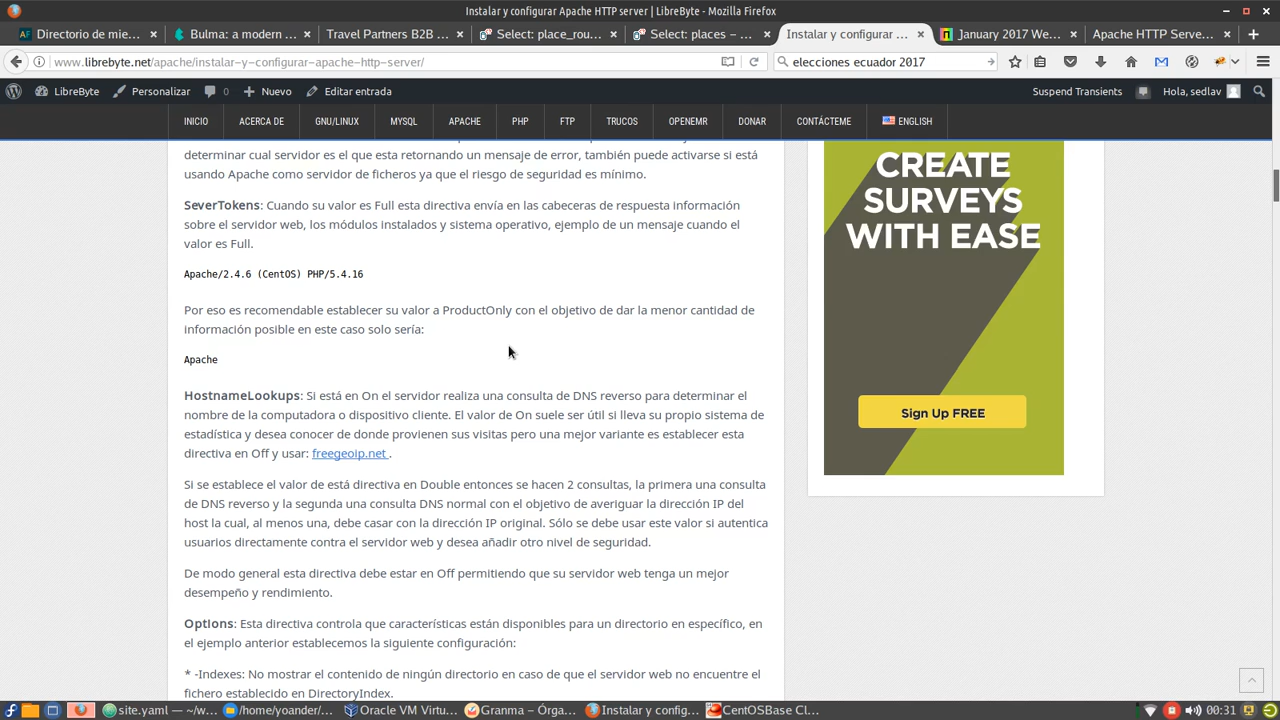 Instalar y configurar Apache HTTP server | LibreByte - Mozilla Firefox
Directorio de mie... × Bulma: a modern ... × Travel Partners B2B ... × Select: place_rou... × Select: places – ... × Instalar y configurar ... × January 2017 We... × Apache HTTP Serve... ×
www.librebyte.net/apache/instalar-y-configurar-apache-http-server/ elecciones ecuador 2017
LibreByte Personalizar 0 Nuevo Editar entrada Suspend Transients Hola, sedlav
INICIO ACERCA DE GNU/LINUX MYSQL APACHE PHP FTP TRUCOS OPENEMR DONAR CONTÁCTEME ENGLISH
determinar cual servidor es el que esta retornando un mensaje de error, también puede activarse si está
usando Apache como servidor de ficheros ya que el riesgo de seguridad es mínimo.
SeverTokens: Cuando su valor es Full esta directiva envía en las cabeceras de respuesta información
sobre el servidor web, los módulos instalados y sistema operativo, ejemplo de un mensaje cuando el
valor es Full.
Apache/2.4.6 (CentOS) PHP/5.4.16
Por eso es recomendable establecer su valor a ProductOnly con el objetivo de dar la menor cantidad de
información posible en este caso solo sería:
Apache
HostnameLookups: Si está en On el servidor realiza una consulta de DNS reverso para determinar el
nombre de la computadora o dispositivo cliente. El valor de On suele ser útil si lleva su propio sistema de
estadística y desea conocer de donde provienen sus visitas pero una mejor variante es establecer esta
directiva en Off y usar: freegeoip.net .
Si se establece el valor de está directiva en Double entonces se hacen 2 consultas, la primera una consulta
de DNS reverso y la segunda una consulta DNS normal con el objetivo de averiguar la dirección IP del
host la cual, al menos una, debe casar con la dirección IP original. Sólo se debe usar este valor si autentica
usuarios directamente contra el servidor web y desea añadir otro nivel de seguridad.
De modo general esta directiva debe estar en Off permitiendo que su servidor web tenga un mejor
desempeño y rendimiento.
Options: Esta directiva controla que características están disponibles para un directorio en específico, en
el ejemplo anterior establecemos la siguiente configuración:
* -Indexes: No mostrar el contenido de ningún directorio en caso de que el servidor web no encuentre el
fichero establecido en DirectoryIndex.
CREATE
SURVEYS
WITH EASE
Sign Up FREE
site.yaml — ~/w... /home/yoander/... Oracle VM Virtu... Granma – Órga... Instalar y config... CentOSBase Cl... 00:31